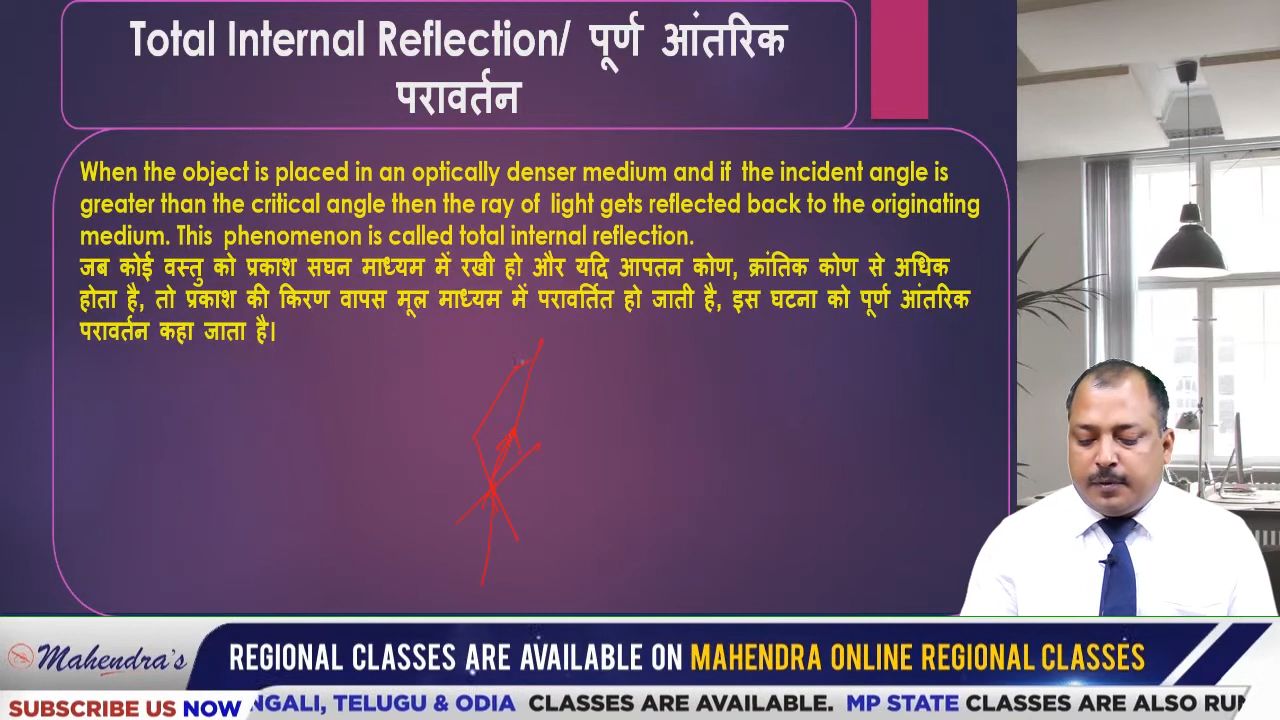 Total Internal Reflection/ पूर्ण आंतरिक
परावर्तन
When the object is placed in an optically denser medium and if the incident angle is
greater than the critical angle then the ray of light gets reflected back to the originating
medium. This phenomenon is called total internal reflection.
जब कोई वस्तु को प्रकाश सघन माध्यम में रखी हो और यदि आपतन कोण, क्रांतिक कोण से अधिक
होता है, तो प्रकाश की किरण वापस मूल माध्यम में परावर्तित हो जाती है, इस घटना को पूर्ण आंतरिक
परावर्तन कहा जाता है।
Mahendra's
REGIONAL CLASSES ARE AVAILABLE ON MAHENDRA ONLINE REGIONAL CLASSES
SUBSCRIBE US NOW
NGALI, TELUGU & ODIA CLASSES ARE AVAILABLE. MP STATE CLASSES ARE ALSO RUN